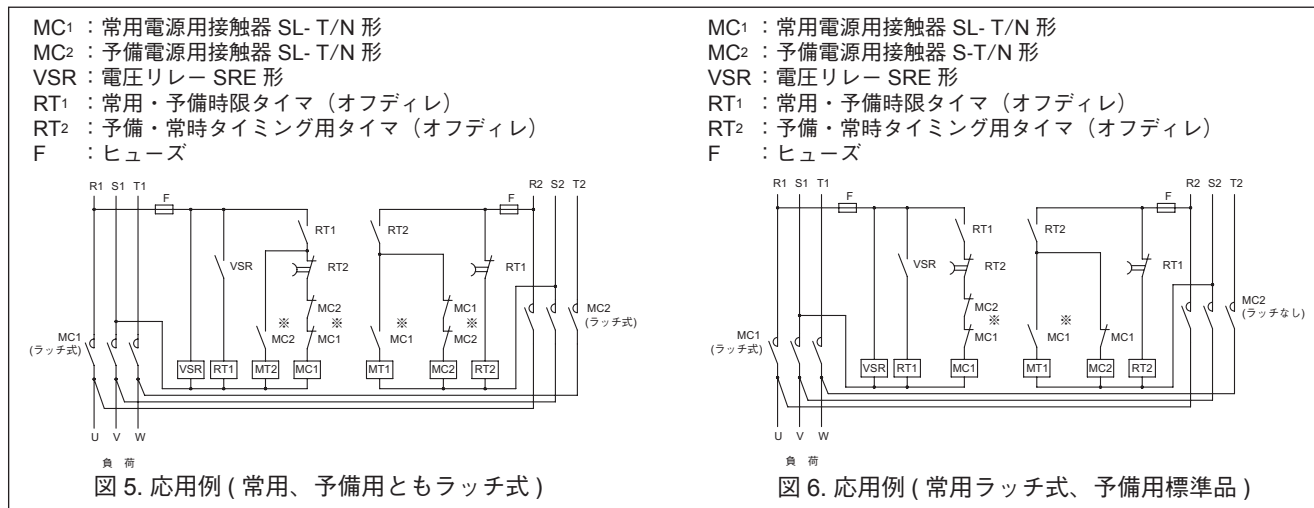 MC1：常用電源用接触器 SL- T/N 形
MC2：予備電源用接触器 SL- T/N 形
VSR：電圧リレー SRE 形
RT1：常用・予備時限タイマ（オフディレ）
RT2：予備・常時タイミング用タイマ（オフディレ）
F：ヒューズ
R1 S1 T1
R2 S2 T2
F
F
RT1
RT2
VSR
RT2
RT1
MC2
MC1
MC2
(ラッチ式)
※ ※ ※ ※
MC2 MC1 MC1 MC2
MC1
(ラッチ式)
VSR RT1 MT2 MC1 MT1 MC2 RT2
U V W
負 荷
図 5. 応用例 ( 常用、予備用ともラッチ式 )
MC1：常用電源用接触器 SL- T/N 形
MC2：予備電源用接触器 S-T/N 形
VSR：電圧リレー SRE 形
RT1：常用・予備時限タイマ（オフディレ）
RT2：予備・常時タイミング用タイマ（オフディレ）
F：ヒューズ
R1 S1 T1
R2 S2 T2
F
F
RT1
RT2
VSR
RT2
RT1
MC2
MC2
(ラッチなし)
※ ※
MC1 MC1 MC1
MC1
(ラッチ式)
VSR RT1 MC1 MT1 MC2 RT2
U V W
負 荷
図 6. 応用例 ( 常用ラッチ式、予備用標準品 )